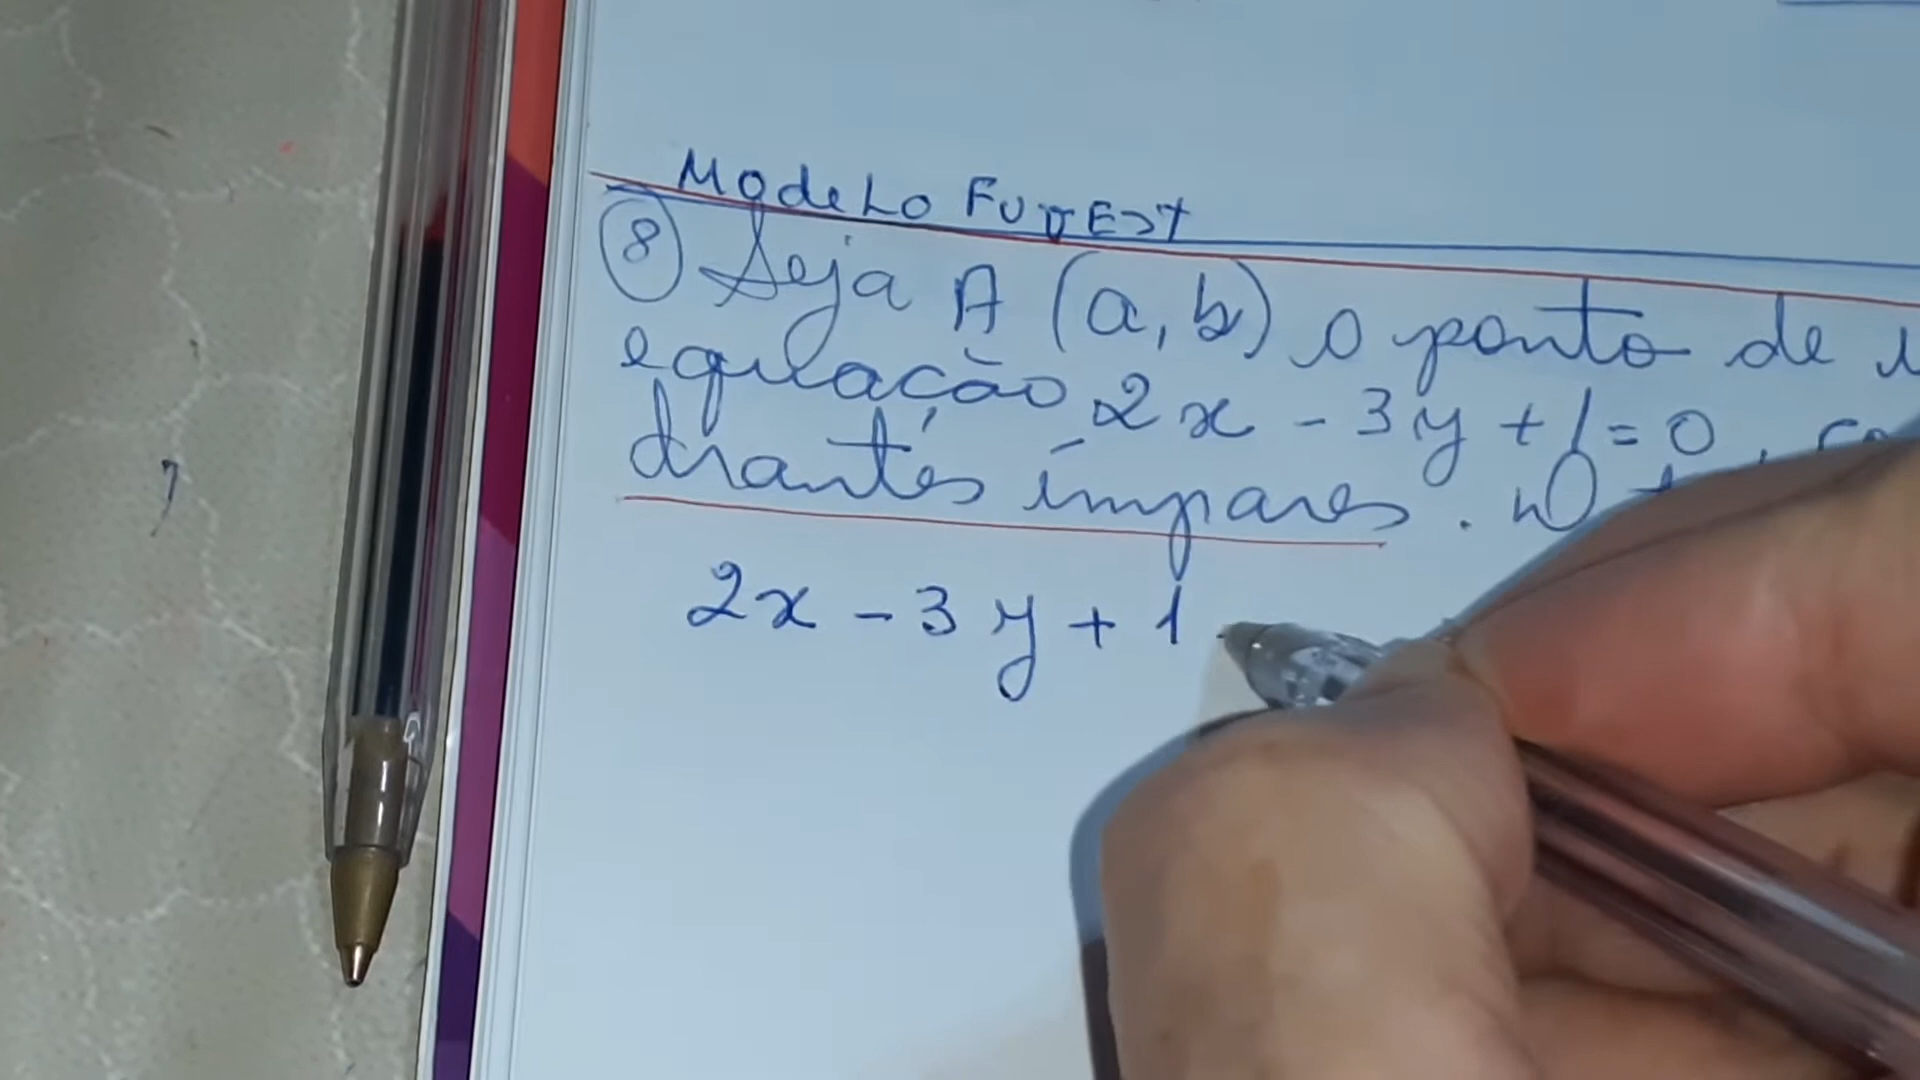 Modelo Fuvest
8 Seja A (a, b) o ponto de
equação 2x - 3y + 1 = 0,
drantes ímpares.
2x - 3y + 1